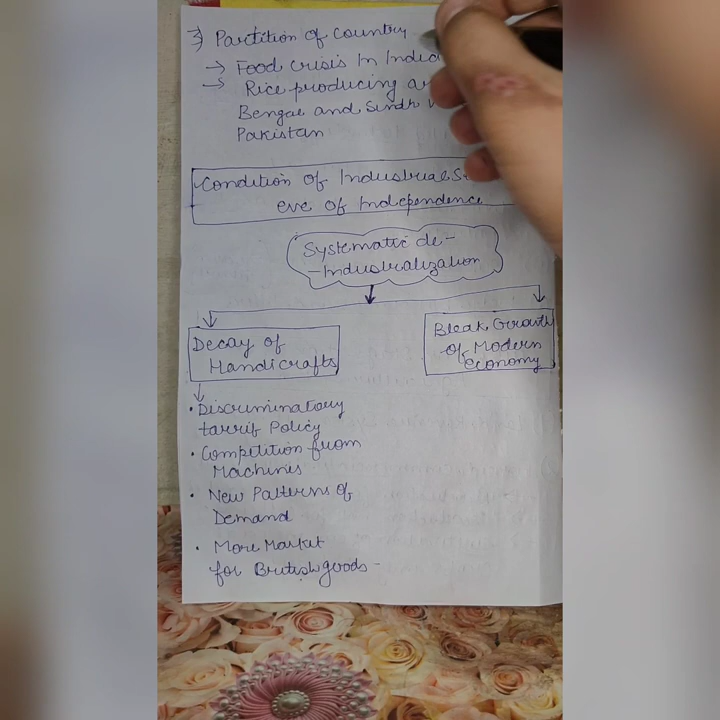 3) Partition of Country
→ Food crisis In India
→ Rice producing
Bengal and Sindh
Pakistan
Condition of Industrial
eve of Independence
Systematic de-
-Industrialization
Decay of
Handicrafts
Bleak Growth
of Modern
economy
• Discriminatory
tarrif Policy
• Competition from
Machines
• New Patterns of
Demand
• More Market
for British goods -